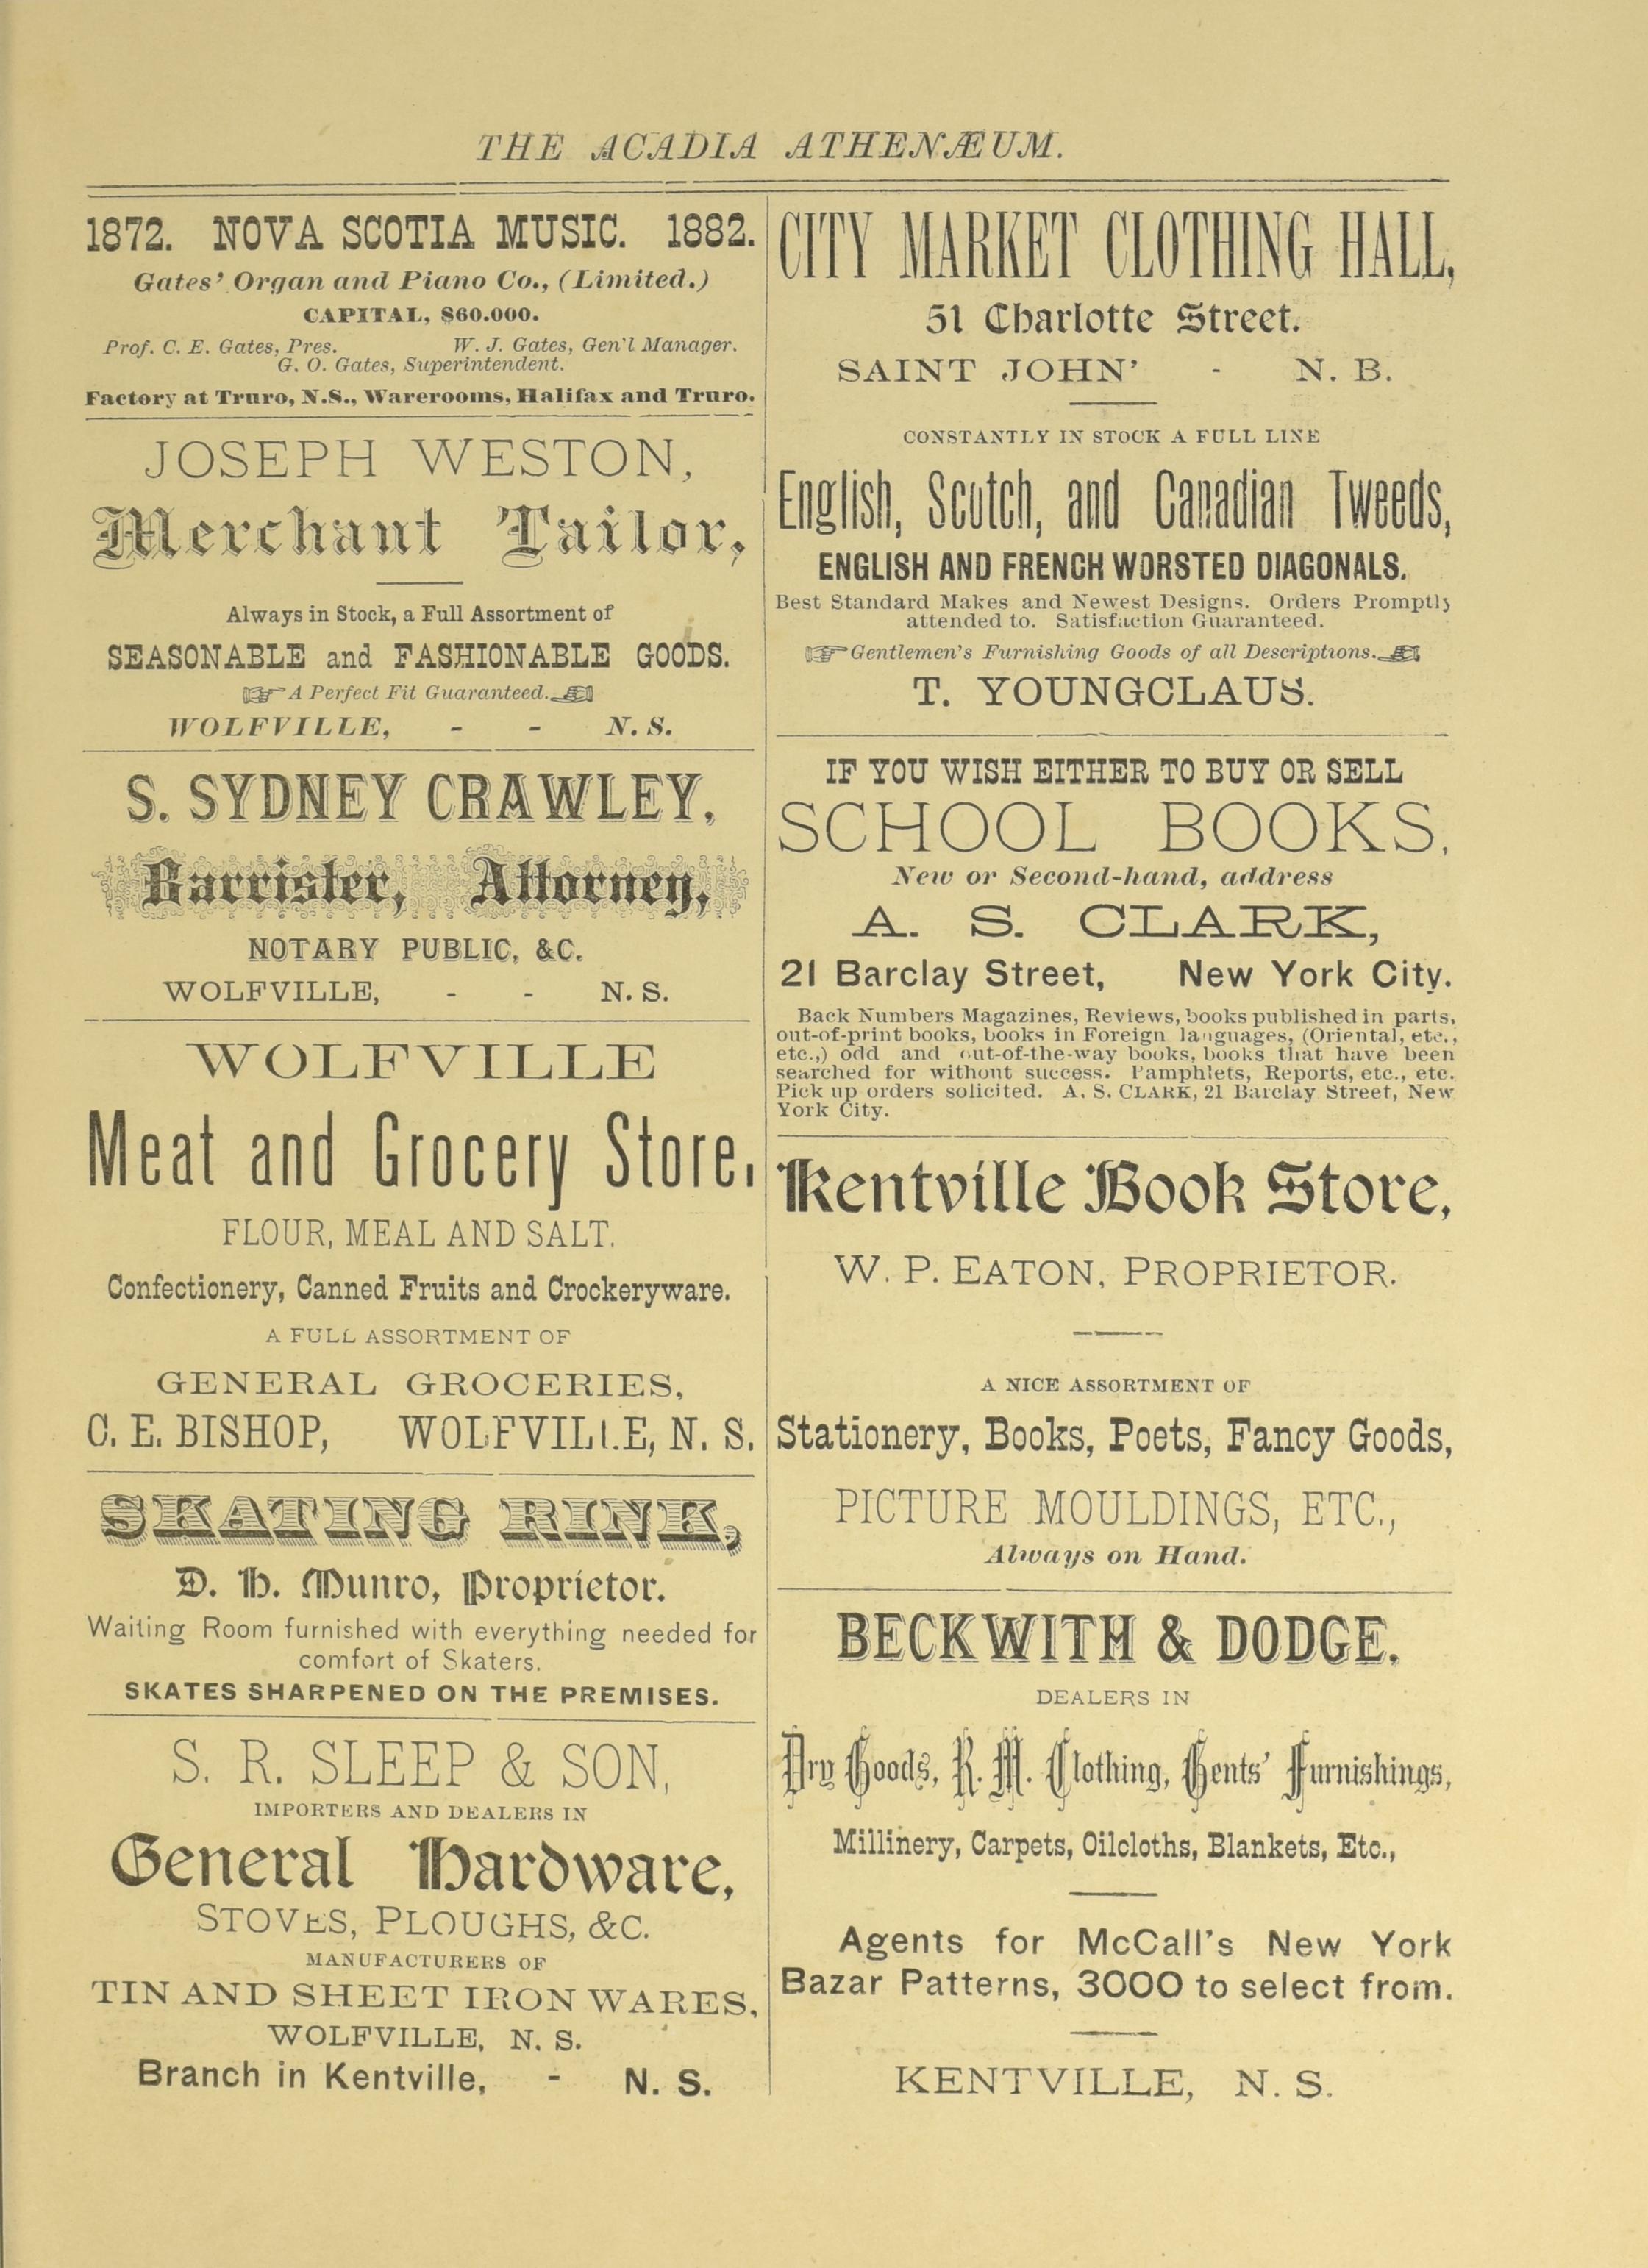 THE ACADIA ATHENÆUM.
1872. NOVA SCOTIA MUSIC. 1882.
Gates' Organ and Piano Co., (Limited.)
CAPITAL, $60.000.
Prof. C. E. Gates, Pres. W. J. Gates, Gen'l Manager.
G. O. Gates, Superintendent.
Factory at Truro, N.S., Warerooms, Halifax and Truro.
JOSEPH WESTON,
Merchant Tailor,
Always in Stock, a Full Assortment of
SEASONABLE and FASHIONABLE GOODS.
A Perfect Fit Guaranteed.
WOLFVILLE, - - N. S.
S. SYDNEY CRAWLEY,
Barrister, Attorney,
NOTARY PUBLIC, &C.
WOLFVILLE, - - N. S.
WOLFVILLE
Meat and Grocery Store,
FLOUR, MEAL AND SALT.
Confectionery, Canned Fruits and Crockeryware.
A FULL ASSORTMENT OF
GENERAL GROCERIES,
C. E. BISHOP, WOLFVILLE, N. S.
SKATING RINK,
D. H. Munro, Proprietor.
Waiting Room furnished with everything needed for
comfort of Skaters.
SKATES SHARPENED ON THE PREMISES.
S. R. SLEEP & SON,
IMPORTERS AND DEALERS IN
General Hardware,
STOVES, PLOUGHS, &C.
MANUFACTURERS OF
TIN AND SHEET IRON WARES,
WOLFVILLE, N. S.
Branch in Kentville, - N. S.
CITY MARKET CLOTHING HALL,
51 Charlotte Street.
SAINT JOHN' - N. B.
CONSTANTLY IN STOCK A FULL LINE
English, Scotch, and Canadian Tweeds,
ENGLISH AND FRENCH WORSTED DIAGONALS.
Best Standard Makes and Newest Designs. Orders Promptly
attended to. Satisfaction Guaranteed.
Gentlemen's Furnishing Goods of all Descriptions.
T. YOUNGCLAUS.
IF YOU WISH EITHER TO BUY OR SELL
SCHOOL BOOKS,
New or Second-hand, address
A. S. CLARK,
21 Barclay Street, New York City.
Back Numbers Magazines, Reviews, books published in parts,
out-of-print books, books in Foreign languages, (Oriental, etc.,
etc.,) odd and out-of-the-way books, books that have been
searched for without success. Pamphlets, Reports, etc., etc.
Pick up orders solicited. A. S. CLARK, 21 Barclay Street, New
York City.
Kentville Book Store,
W. P. EATON, PROPRIETOR.
A NICE ASSORTMENT OF
Stationery, Books, Poets, Fancy Goods,
PICTURE MOULDINGS, ETC.,
Always on Hand.
BECKWITH & DODGE.
DEALERS IN
Dry Goods, R. M. Clothing, Gents' Furnishings,
Millinery, Carpets, Oilcloths, Blankets, Etc.,
Agents for McCall's New York
Bazar Patterns, 3000 to select from.
KENTVILLE, N. S.